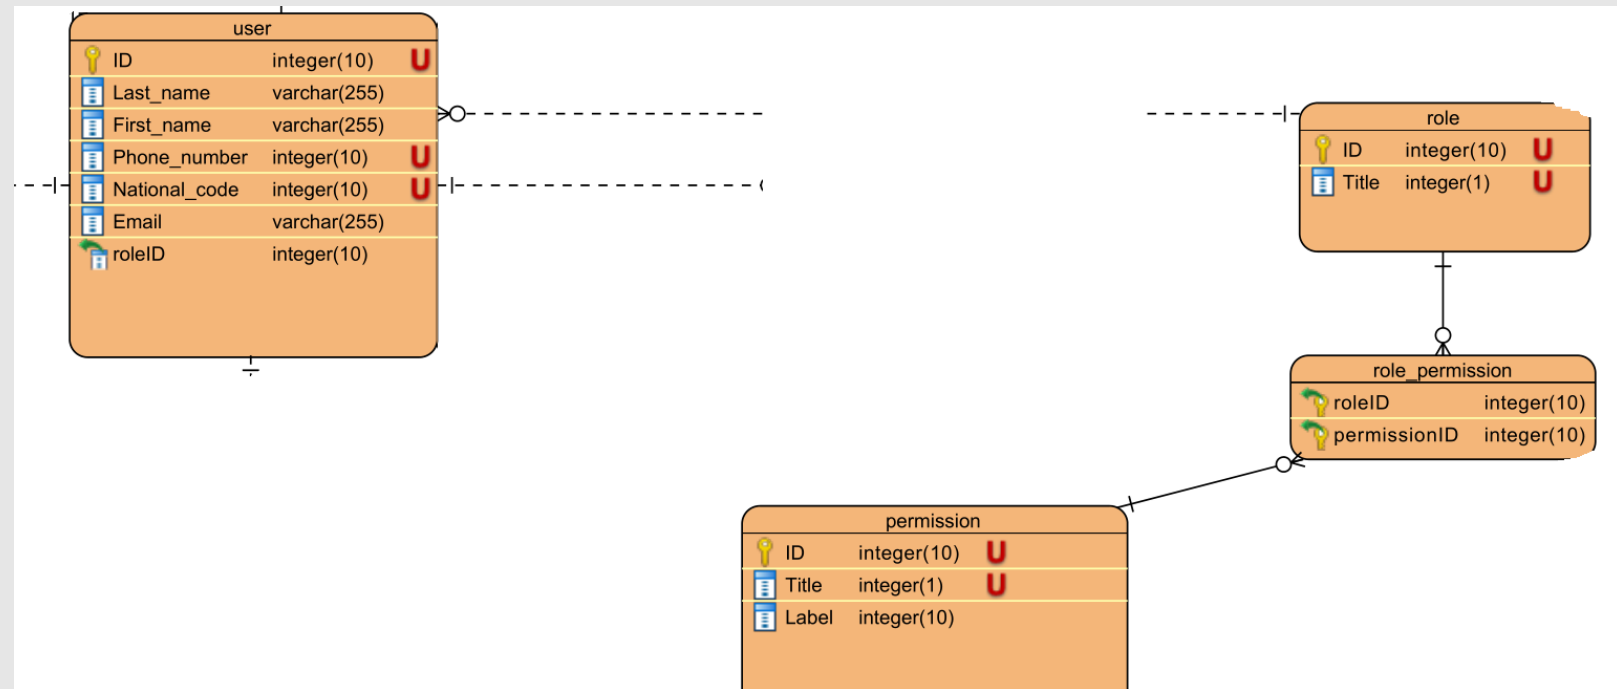 user
ID integer(10) U
Last_name varchar(255)
First_name varchar(255)
Phone_number integer(10) U
National_code integer(10) U
Email varchar(255)
roleID integer(10)
role
ID integer(10) U
Title integer(1) U
role_permission
roleID integer(10)
permissionID integer(10)
permission
ID integer(10) U
Title integer(1) U
Label integer(10)